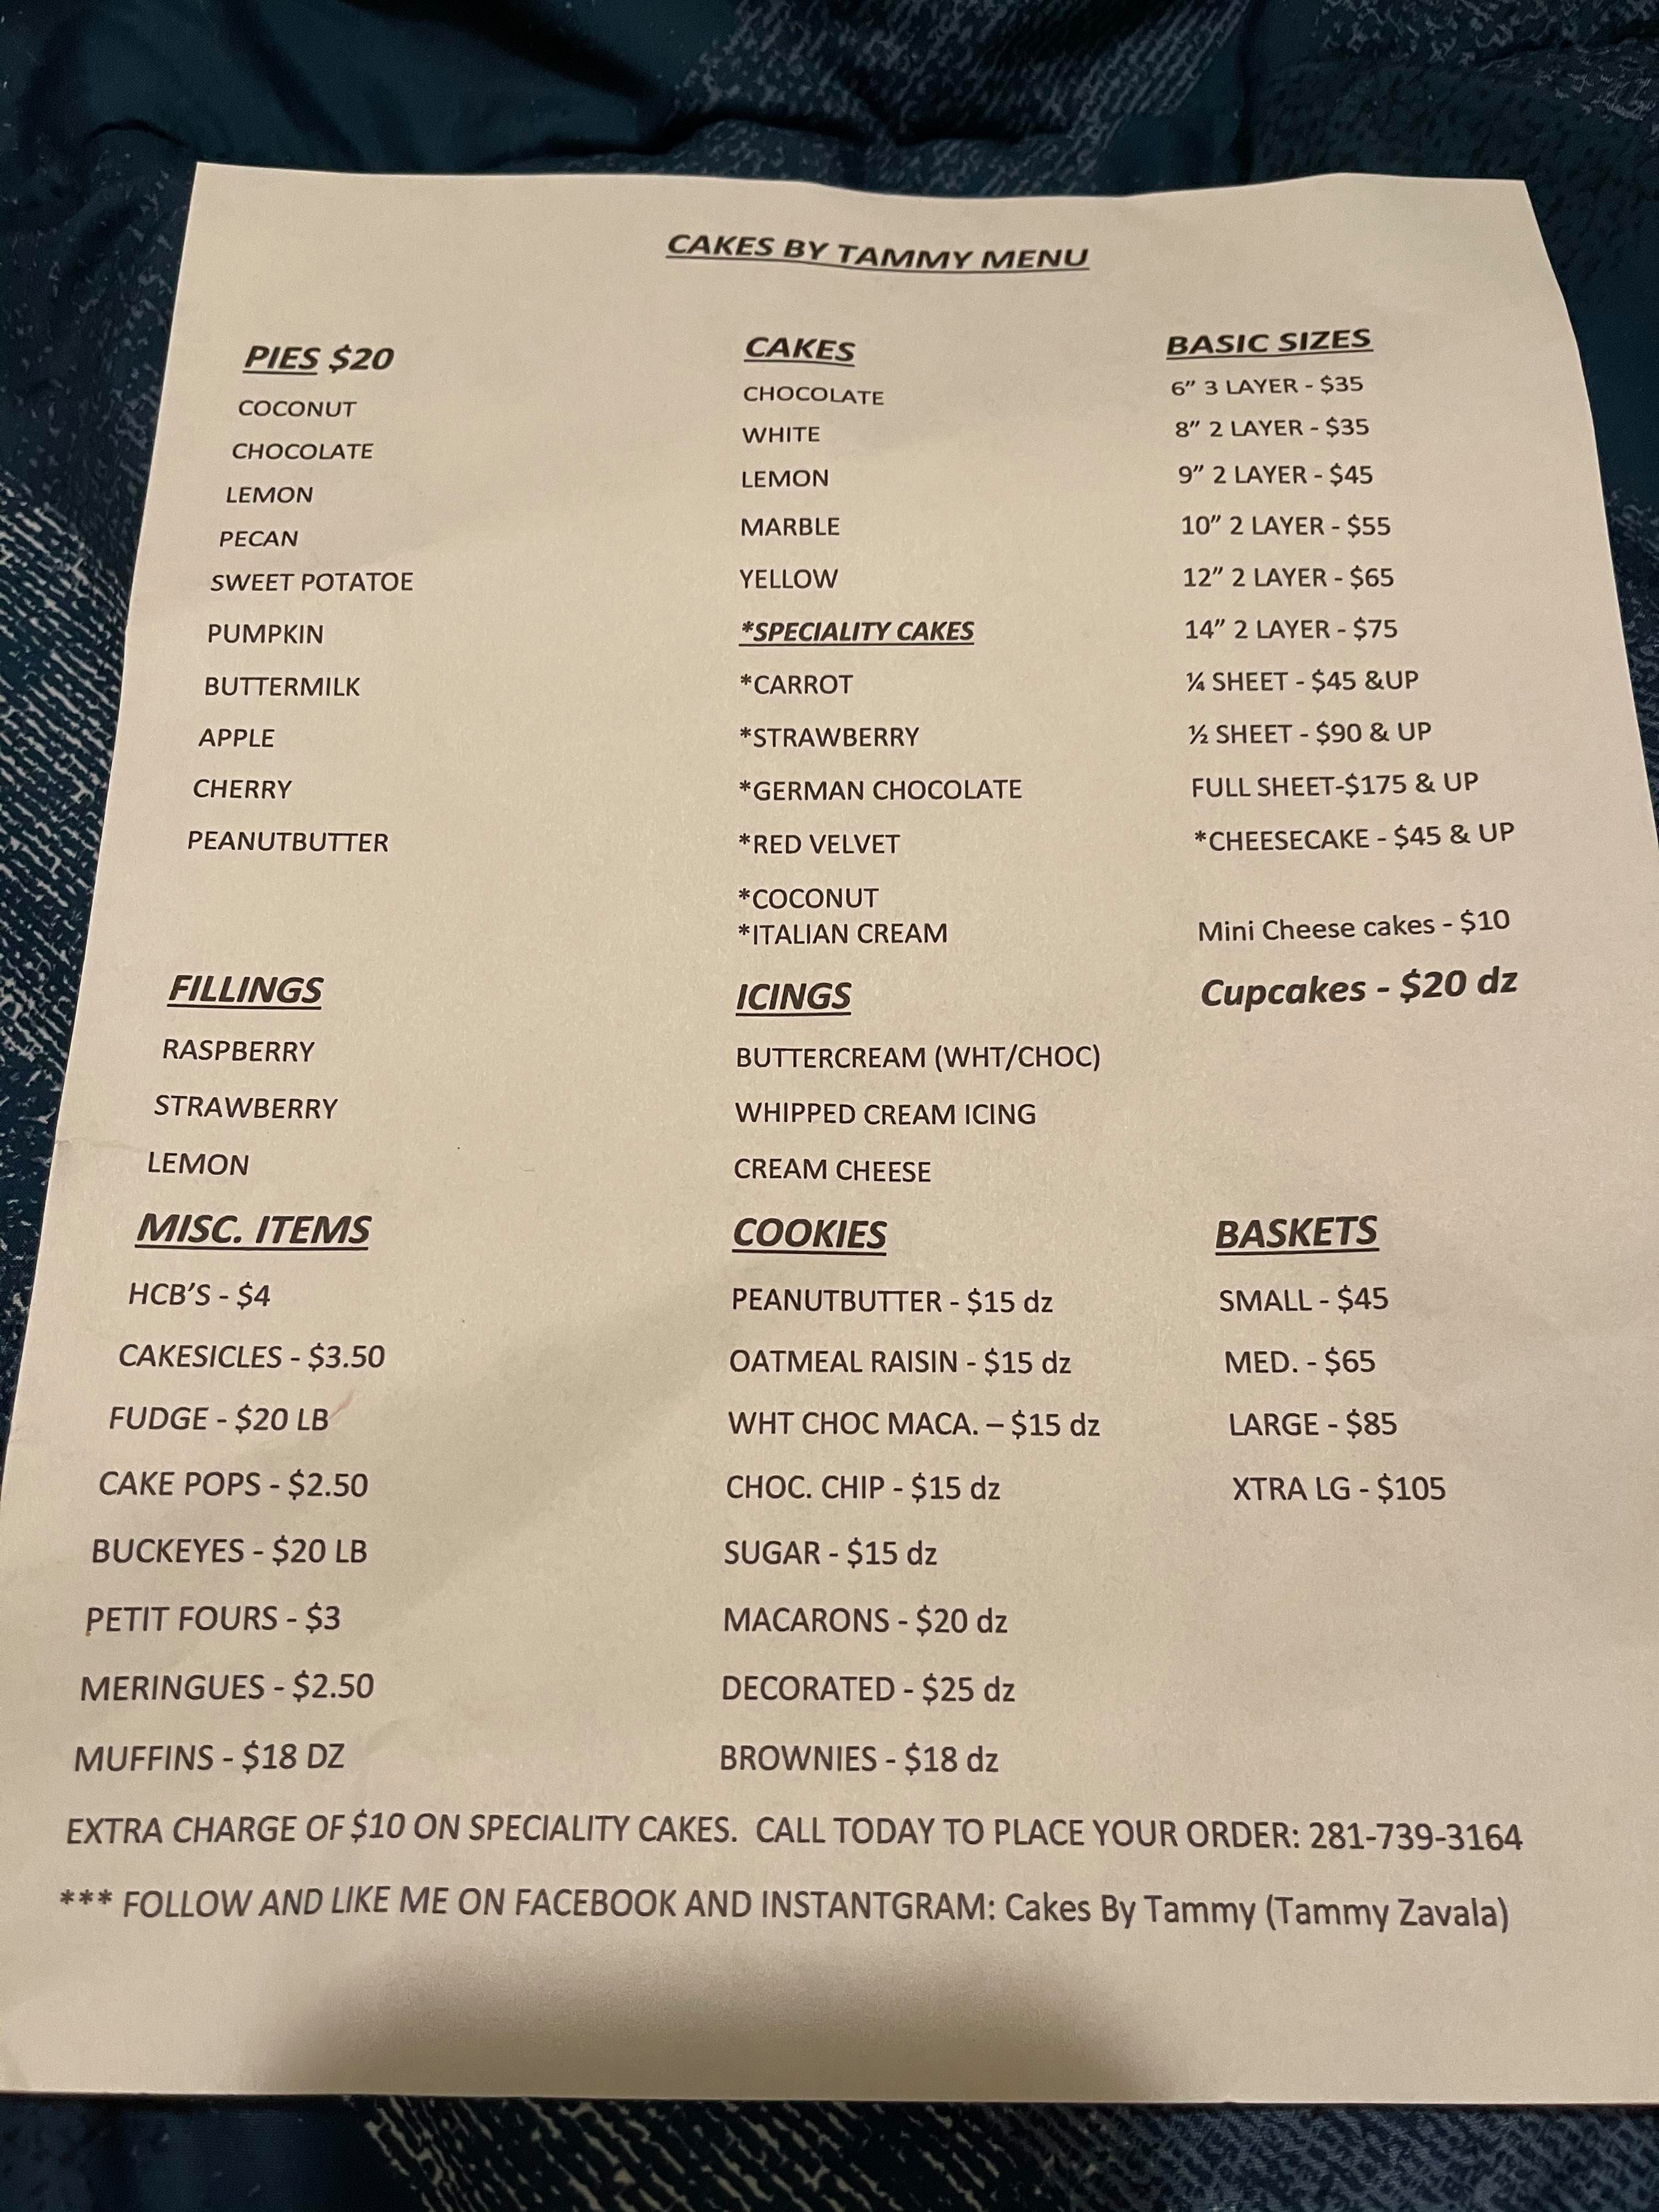 CAKES BY TAMMY MENU
PIES $20
COCONUT
CHOCOLATE
LEMON
PECAN
SWEET POTATOE
PUMPKIN
BUTTERMILK
APPLE
CHERRY
PEANUTBUTTER
CAKES
CHOCOLATE
WHITE
LEMON
MARBLE
YELLOW
*SPECIALITY CAKES
*CARROT
*STRAWBERRY
*GERMAN CHOCOLATE
*RED VELVET
*COCONUT
*ITALIAN CREAM
BASIC SIZES
6” 3 LAYER - $35
8” 2 LAYER - $35
9” 2 LAYER - $45
10” 2 LAYER - $55
12” 2 LAYER - $65
14” 2 LAYER - $75
¼ SHEET - $45 &UP
½ SHEET - $90 & UP
FULL SHEET-$175 & UP
*CHEESECAKE - $45 & UP
Mini Cheese cakes - $10
Cupcakes - $20 dz
FILLINGS
RASPBERRY
STRAWBERRY
LEMON
ICINGS
BUTTERCREAM (WHT/CHOC)
WHIPPED CREAM ICING
CREAM CHEESE
MISC. ITEMS
HCB’S - $4
CAKESICLES - $3.50
FUDGE - $20 LB
CAKE POPS - $2.50
BUCKEYES - $20 LB
PETIT FOURS - $3
MERINGUES - $2.50
MUFFINS - $18 DZ
COOKIES
PEANUTBUTTER - $15 dz
OATMEAL RAISIN - $15 dz
WHT CHOC MACA. – $15 dz
CHOC. CHIP - $15 dz
SUGAR - $15 dz
MACARONS - $20 dz
DECORATED - $25 dz
BROWNIES - $18 dz
BASKETS
SMALL - $45
MED. - $65
LARGE - $85
XTRA LG - $105
EXTRA CHARGE OF $10 ON SPECIALITY CAKES. CALL TODAY TO PLACE YOUR ORDER: 281-739-3164
*** FOLLOW AND LIKE ME ON FACEBOOK AND INSTANTGRAM: Cakes By Tammy (Tammy Zavala)